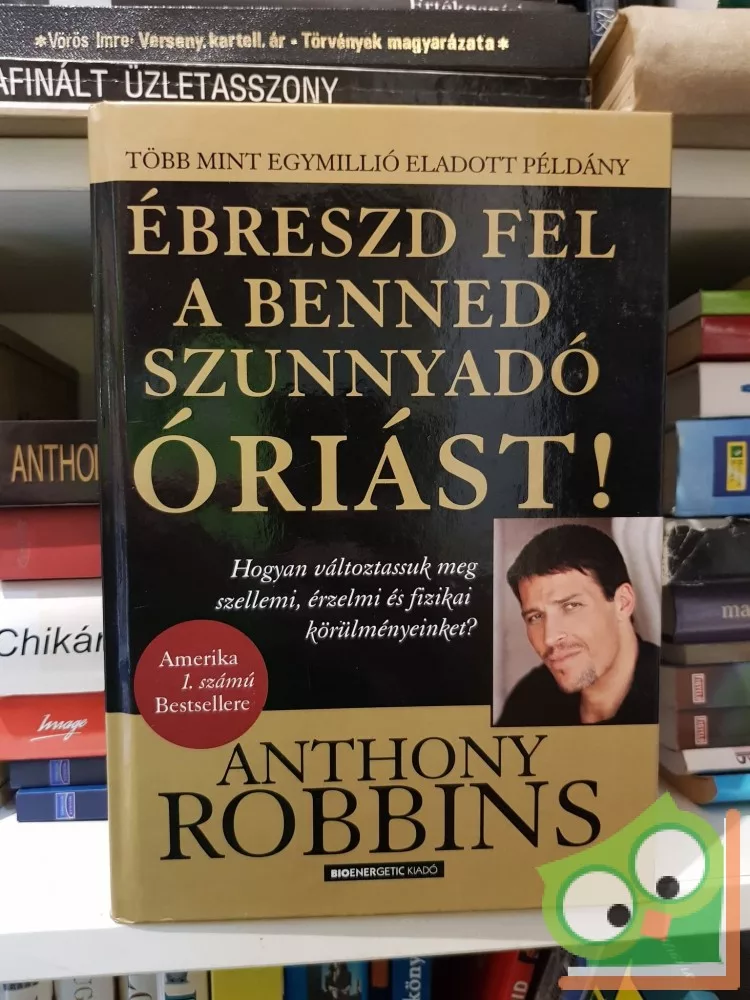 *Vörös Imre: Verseny, kartell, ár • Törvények magyarázata*
AFINÁLT ÜZLETASSZONY
TÖBB MINT EGYMILLIÓ ELADOTT PÉLDÁNY
ÉBRESZD FEL
A BENNED
SZUNNYADÓ
ÓRIÁST!
ANTHO
Hogyan változtassuk meg
szellemi, érzelmi és fizikai
körülményeinket?
Chikán
Amerika
1. számú
Bestsellere
Image
ANTHONY
ROBBINS
BIOENERGETIC KIADÓ